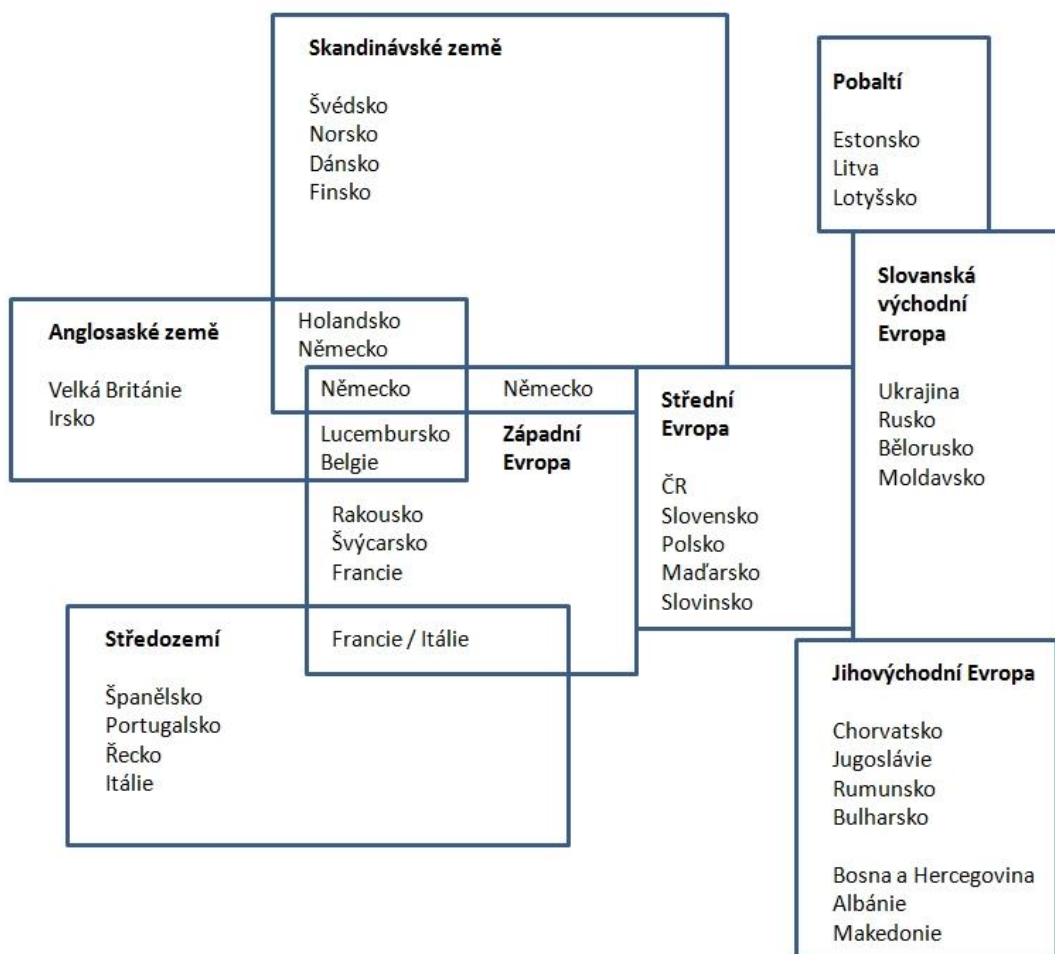 Skandinávské země
Švédsko
Norsko
Dánsko
Finsko
Pobaltí
Estonsko
Litva
Lotyšsko
Anglosaské země
Velká Británie
Irsko
Holandsko
Německo
Německo
Německo
Lucembursko
Belgie
Západní
Evropa
Rakousko
Švýcarsko
Francie
Francie / Itálie
Střední
Evropa
ČR
Slovensko
Polsko
Maďarsko
Slovinsko
Slovanská
východní
Evropa
Ukrajina
Rusko
Bělorusko
Moldavsko
Středozemí
Španělsko
Portugalsko
Řecko
Itálie
Jihovýchodní Evropa
Chorvatsko
Jugoslávie
Rumunsko
Bulharsko
Bosna a Hercegovina
Albánie
Makedonie